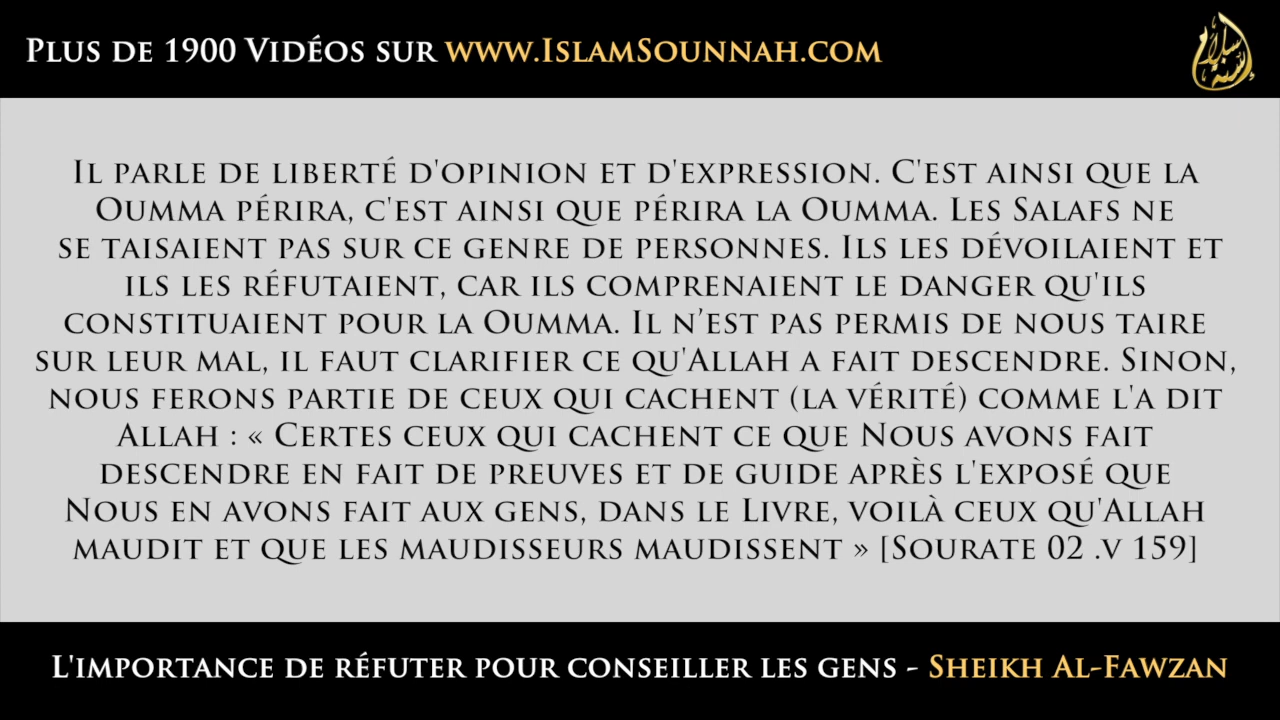 Plus de 1900 Vidéos sur www.IslamSounnah.com
Il parle de liberté d'opinion et d'expression. C'est ainsi que la
Oumma périra, c'est ainsi que périra la Oumma. Les Salafs ne
se taisaient pas sur ce genre de personnes. Ils les dévoilaient et
ils les réfutaient, car ils comprenaient le danger qu'ils
constituaient pour la Oumma. Il n’est pas permis de nous taire
sur leur mal, il faut clarifier ce qu'Allah a fait descendre. Sinon,
nous ferons partie de ceux qui cachent (la vérité) comme l'a dit
Allah : « Certes ceux qui cachent ce que Nous avons fait
descendre en fait de preuves et de guide après l'exposé que
Nous en avons fait aux gens, dans le Livre, voilà ceux qu'Allah
maudit et que les maudisseurs maudissent » [Sourate 02 .v 159]
L'importance de réfuter pour conseiller les gens - Sheikh Al-Fawzan